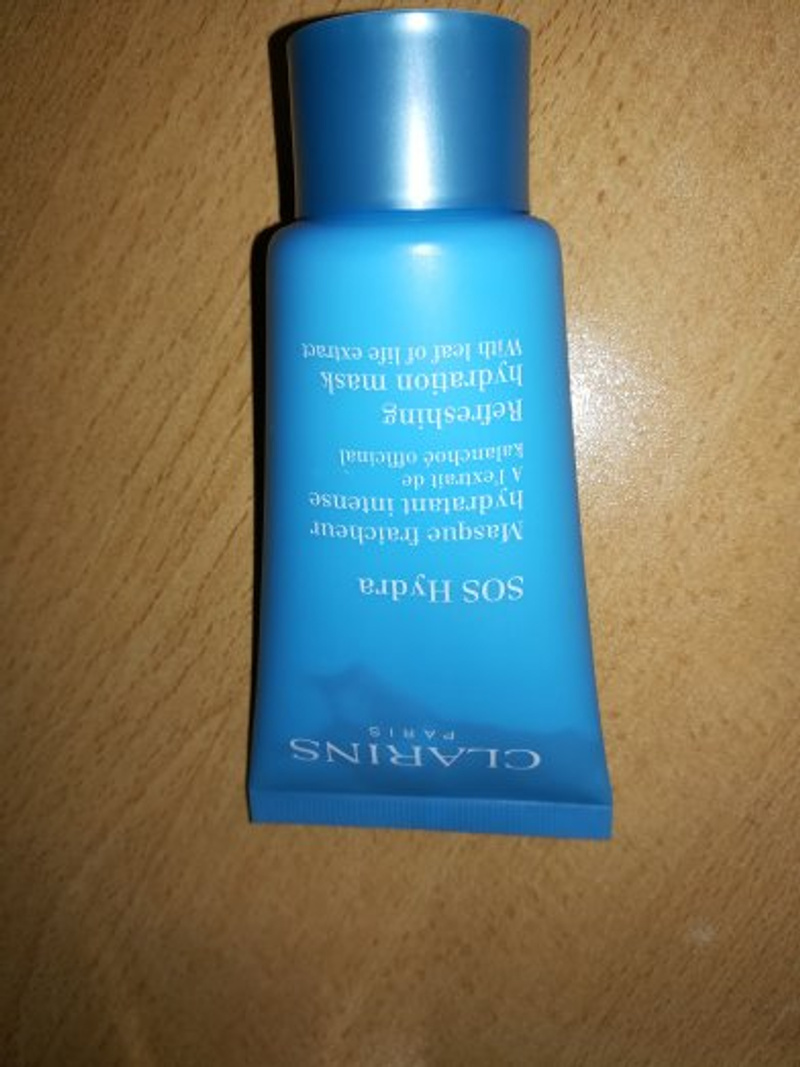 CLARINS
PARIS
SOS Hydra
Masque fraîcheur
hydratant intense
A l'extrait de
kalanchoé officinal
Refreshing
hydration mask
With leaf of life extract